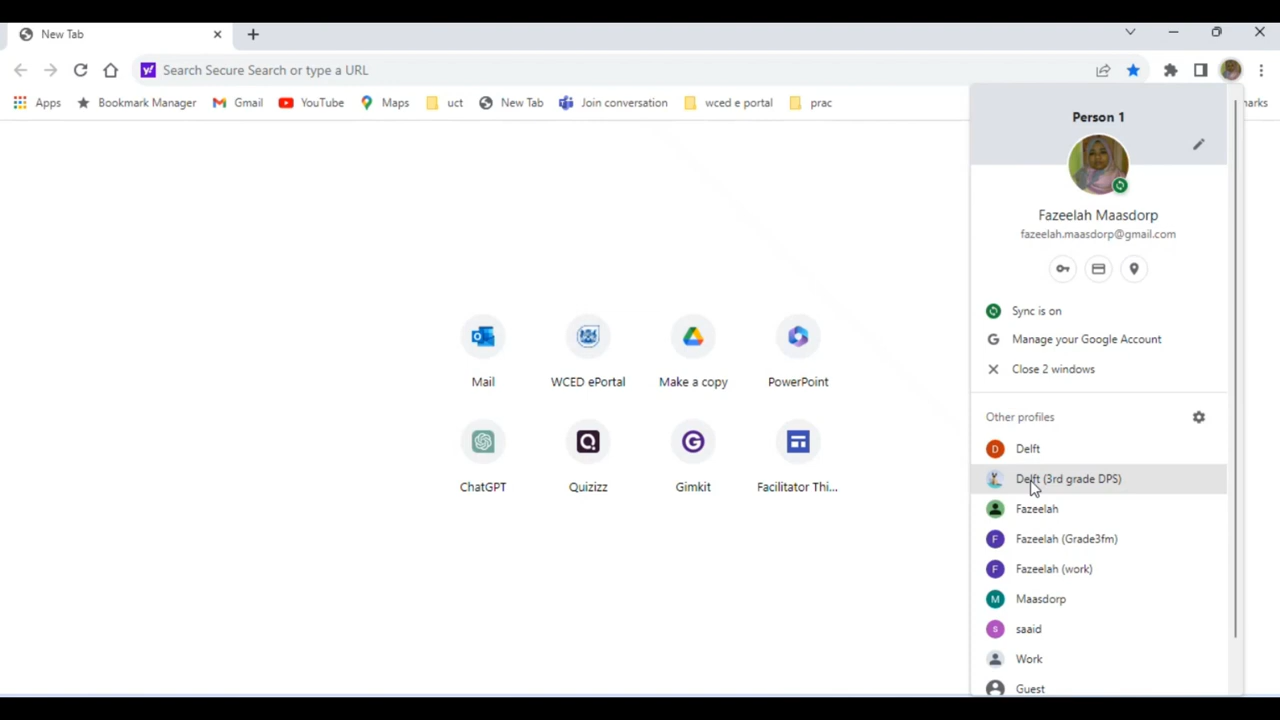 New Tab
Search Secure Search or type a URL
Apps Bookmark Manager Gmail YouTube Maps uct New Tab Join conversation wced e portal prac
Person 1
Fazeelah Maasdorp
fazeelah.maasdorp@gmail.com
Sync is on
Manage your Google Account
Close 2 windows
Other profiles
D Delft
Delft (3rd grade DPS)
Fazeelah
F Fazeelah (Grade3fm)
F Fazeelah (work)
M Maasdorp
s saaid
Work
Guest
Mail WCED ePortal Make a copy PowerPoint
ChatGPT Quizizz Gimkit Facilitator Thi...